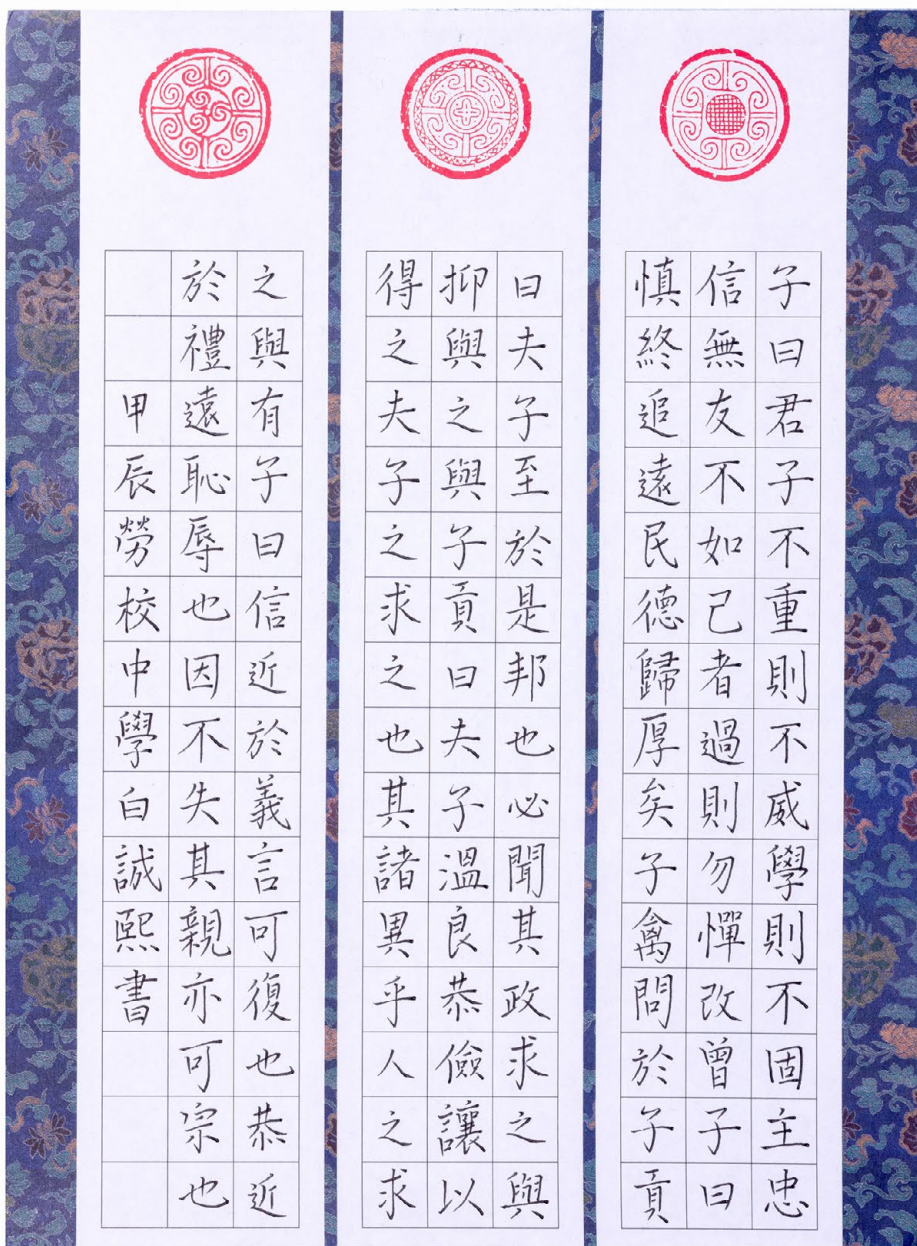 子曰君子不重則不威學則不固主忠
信無友不如己者過則勿憚改曾子曰
慎終追遠民德歸厚矣子禽問於子貢
曰夫子至於是邦也必聞其政求之與
抑與之與子貢曰夫子溫良恭儉讓以
得之夫子之求之也其諸異乎人之求
之與有子曰信近於義言可復也恭近
於禮遠恥辱也因不失其親亦可宗也
甲辰勞校中學白誠熙書